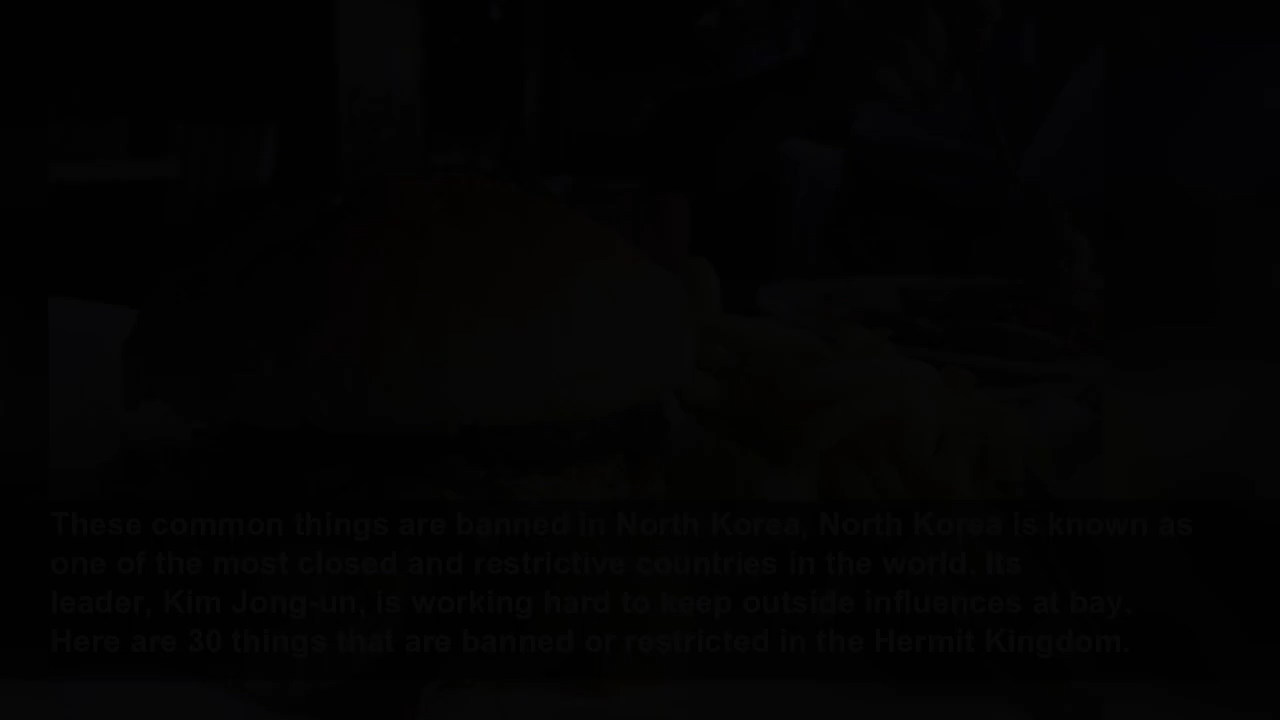 These common things are banned in North Korea, North Korea is known as
one of the most closed and restrictive countries in the world. Its
leader, Kim Jong-un, is working hard to keep outside influences at bay.
Here are 30 things that are banned or restricted in the Hermit Kingdom.